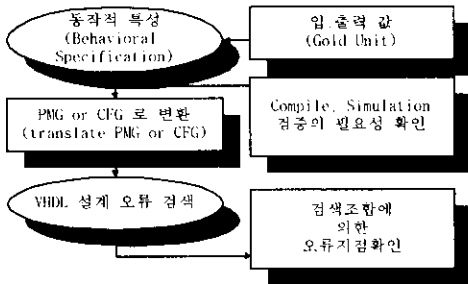 동작적 특성
(Behavioral
Specification)
입.출력 값
(Gold Unit)
PMG or CFG 로 변환
(translate PMG or CFG)
Compile, Simulation
검증의 필요성 확인
VHDL 설계 오류 검색
검색조합에
의한
오류지점확인